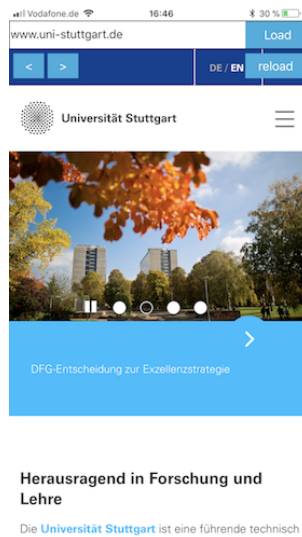 Vodafone.de 16:46 30 %
www.uni-stuttgart.de Load
< > DE / EN reload
Universität Stuttgart
DFG-Entscheidung zur Exzellenzstrategie
Herausragend in Forschung und
Lehre
Die Universität Stuttgart ist eine führende technisch